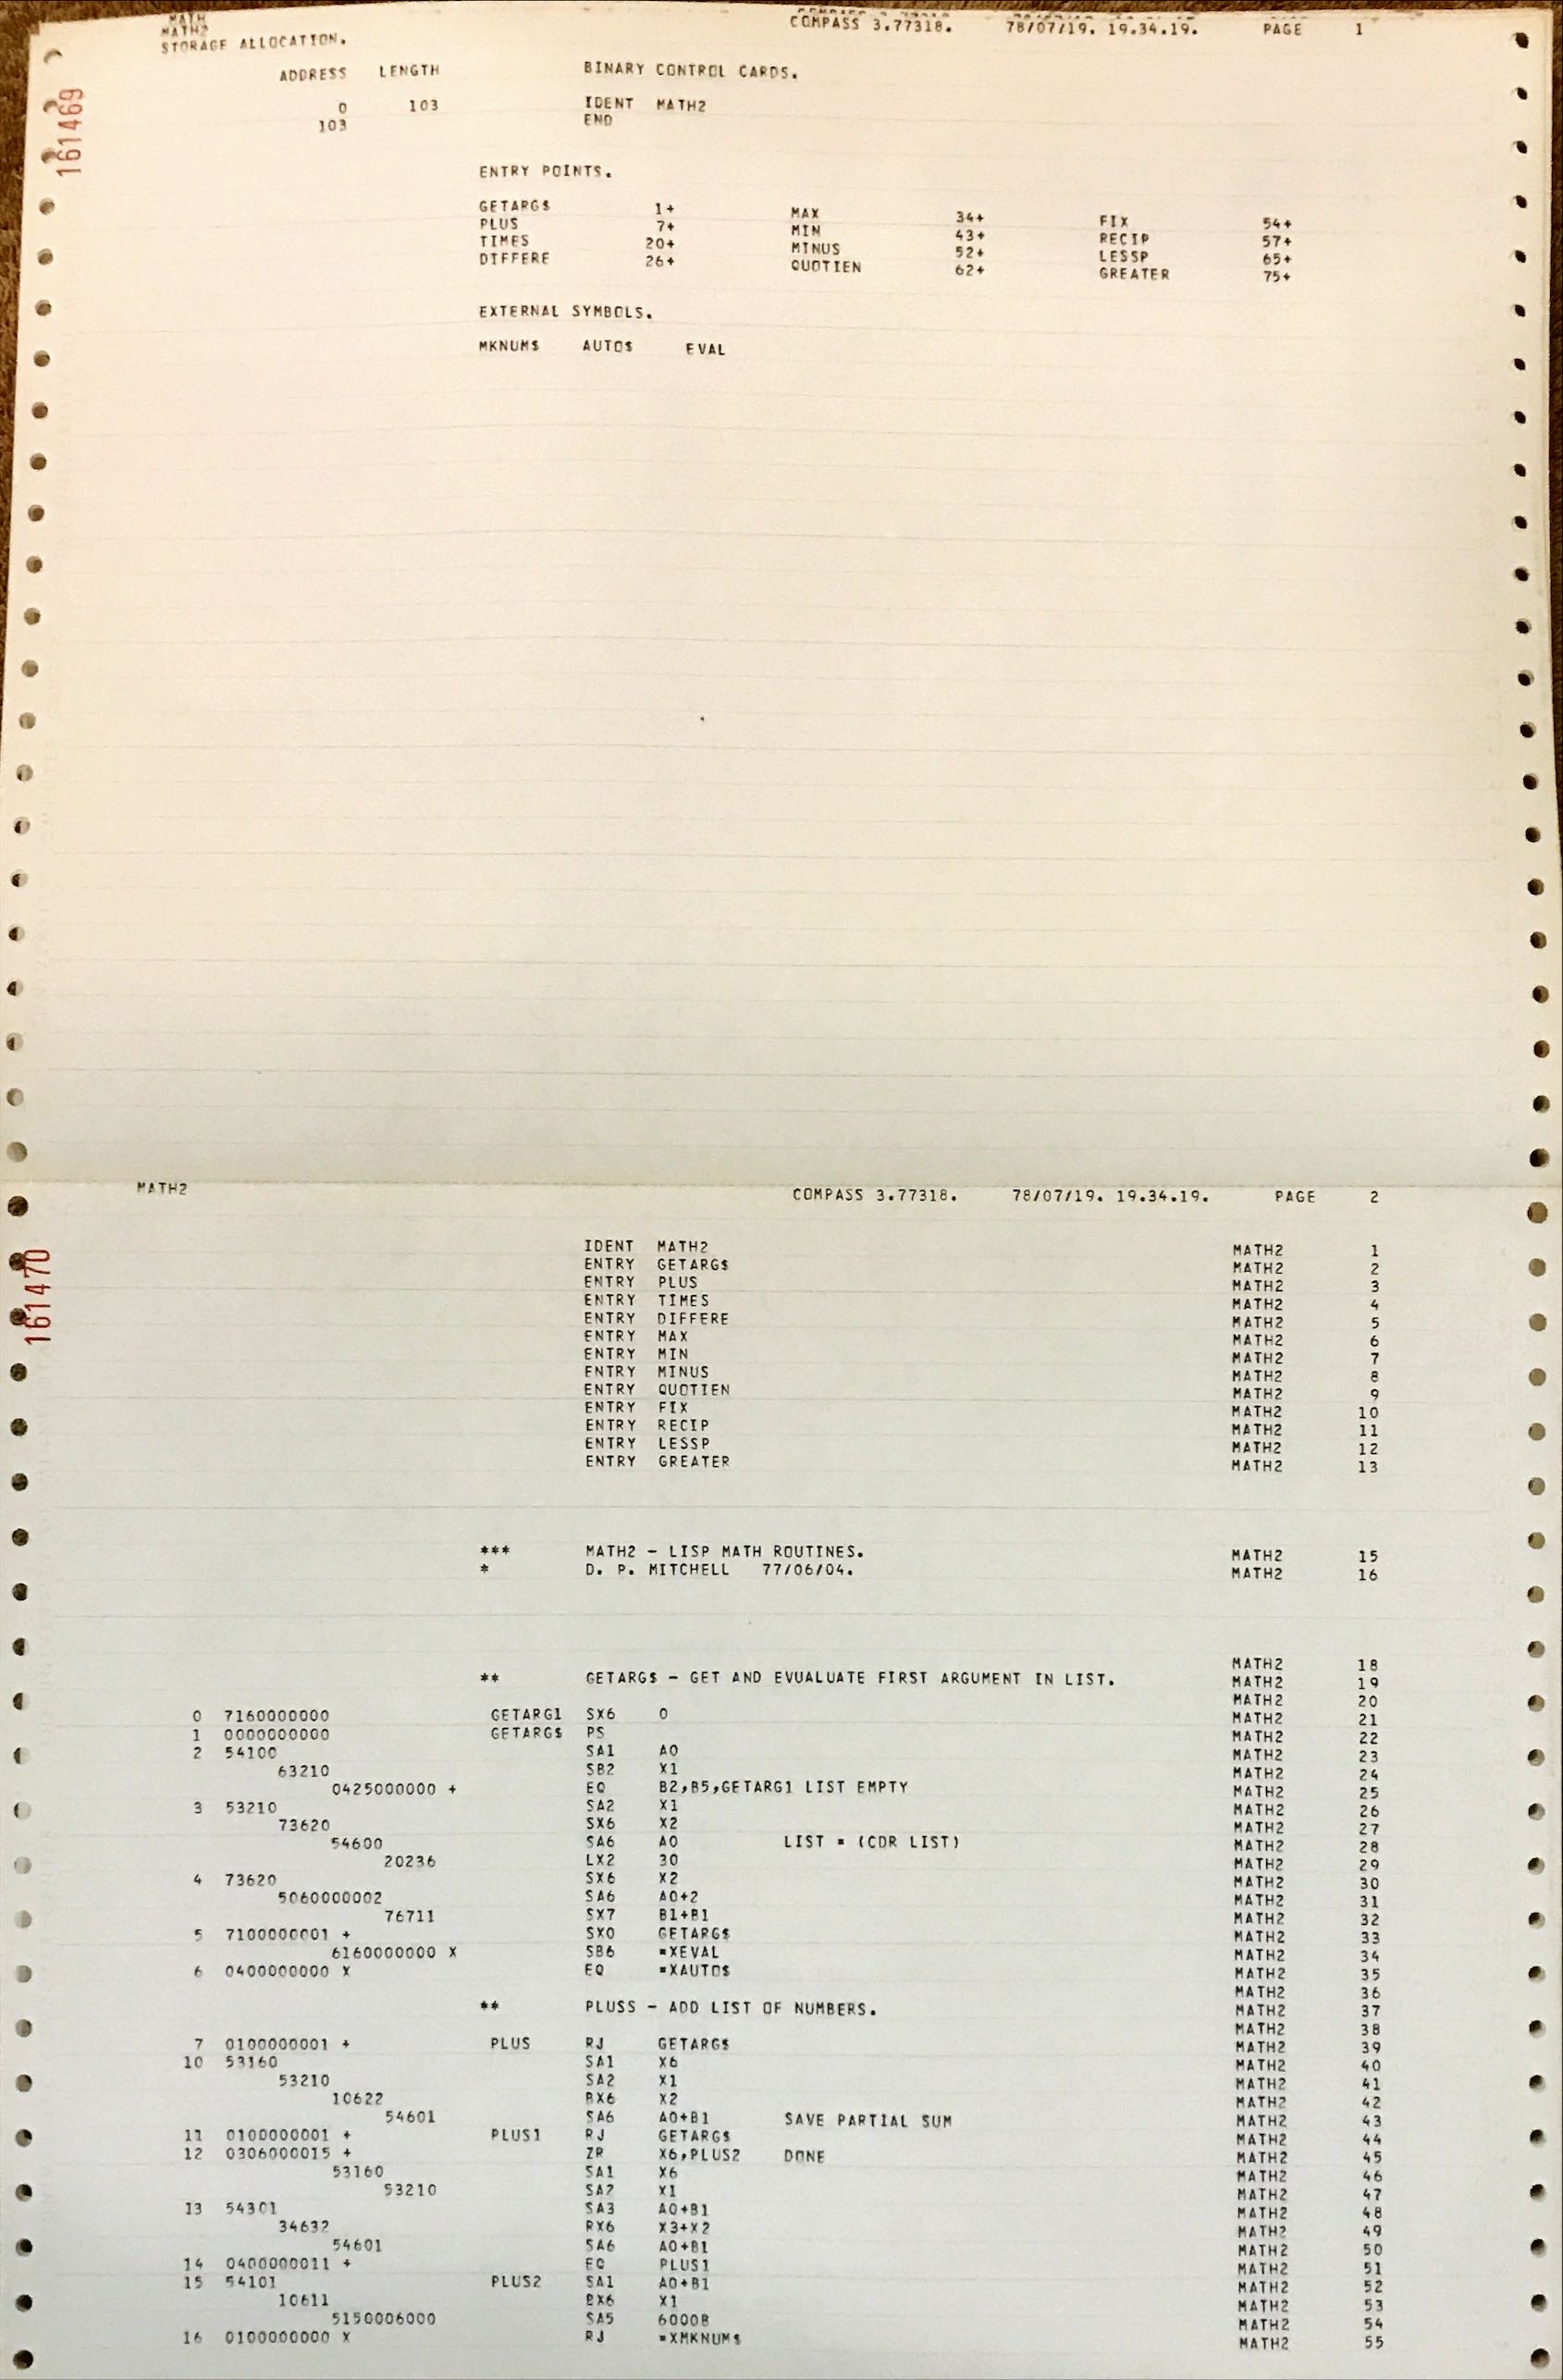 MATH
MATH2 COMPASS 3.77318. 78/07/19. 19.34.19. PAGE 1
STORAGE ALLOCATION.
ADDRESS LENGTH BINARY CONTROL CARDS.
161469
0 103 IDENT MATH2
103 END
ENTRY POINTS.
GETARG$ 1+ MAX 34+ FIX 54+
PLUS 7+ MIN 43+ RECIP 57+
TIMES 20+ MINUS 52+ LESSP 65+
DIFFERE 26+ QUOTIEN 62+ GREATER 75+
EXTERNAL SYMBOLS.
MKNUM$ AUTO$ EVAL
MATH2 COMPASS 3.77318. 78/07/19. 19.34.19. PAGE 2
161470
IDENT MATH2 MATH2 1
ENTRY GETARG$ MATH2 2
ENTRY PLUS MATH2 3
ENTRY TIMES MATH2 4
ENTRY DIFFERE MATH2 5
ENTRY MAX MATH2 6
ENTRY MIN MATH2 7
ENTRY MINUS MATH2 8
ENTRY QUOTIEN MATH2 9
ENTRY FIX MATH2 10
ENTRY RECIP MATH2 11
ENTRY LESSP MATH2 12
ENTRY GREATER MATH2 13
*** MATH2 - LISP MATH ROUTINES. MATH2 15
* D. P. MITCHELL 77/06/04. MATH2 16
MATH2 18
** GETARG$ - GET AND EVUALUATE FIRST ARGUMENT IN LIST. MATH2 19
MATH2 20
0 7160000000 GETARG1 SX6 0 MATH2 21
1 0000000000 GETARG$ PS MATH2 22
2 54100 SA1 A0 MATH2 23
63210 SB2 X1 MATH2 24
0425000000 + EQ B2,B5,GETARG1 LIST EMPTY MATH2 25
3 53210 SA2 X1 MATH2 26
73620 SX6 X2 MATH2 27
54600 SA6 A0 LIST = (CDR LIST) MATH2 28
20236 LX2 30 MATH2 29
4 73620 SX6 X2 MATH2 30
5060000002 SA6 A0+2 MATH2 31
76711 SX7 B1+B1 MATH2 32
5 7100000001 + SX0 GETARG$ MATH2 33
6160000000 X SB6 =XEVAL MATH2 34
6 0400000000 X EQ =XAUTO$ MATH2 35
MATH2 36
** PLUSS - ADD LIST OF NUMBERS. MATH2 37
MATH2 38
7 0100000001 + PLUS RJ GETARG$ MATH2 39
10 53160 SA1 X6 MATH2 40
53210 SA2 X1 MATH2 41
10622 BX6 X2 MATH2 42
54601 SA6 A0+B1 SAVE PARTIAL SUM MATH2 43
11 0100000001 + PLUS1 RJ GETARG$ MATH2 44
12 0306000015 + ZR X6,PLUS2 DONE MATH2 45
53160 SA1 X6 MATH2 46
53210 SA2 X1 MATH2 47
13 54301 SA3 A0+B1 MATH2 48
34632 RX6 X3+X2 MATH2 49
54601 SA6 A0+B1 MATH2 50
14 0400000011 + EQ PLUS1 MATH2 51
15 54101 PLUS2 SA1 A0+B1 MATH2 52
10611 BX6 X1 MATH2 53
5150006000 SA5 6000B MATH2 54
16 0100000000 X RJ =XMKNUM$ MATH2 55